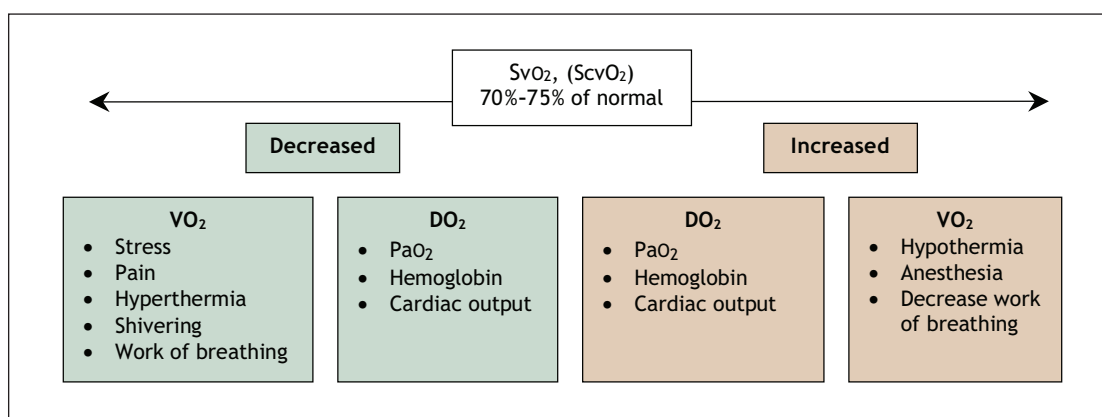 SvO₂, (ScvO₂)
70%-75% of normal
Decreased
Increased
VO₂
• Stress
• Pain
• Hyperthermia
• Shivering
• Work of breathing
DO₂
• PaO₂
• Hemoglobin
• Cardiac output
DO₂
• PaO₂
• Hemoglobin
• Cardiac output
VO₂
• Hypothermia
• Anesthesia
• Decrease work
of breathing